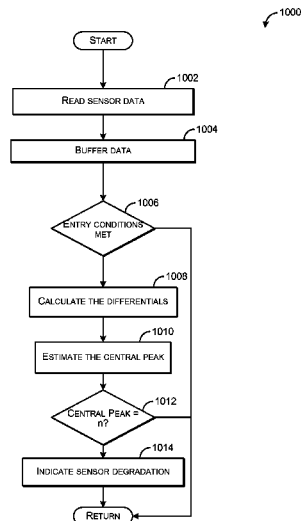 1000
START
1002
READ SENSOR DATA
1004
BUFFER DATA
1006
ENTRY CONDITIONS
MET
1008
CALCULATE THE DIFFERENTIALS
1010
ESTIMATE THE CENTRAL PEAK
1012
CENTRAL PEAK =
n?
1014
INDICATE SENSOR DEGRADATION
RETURN